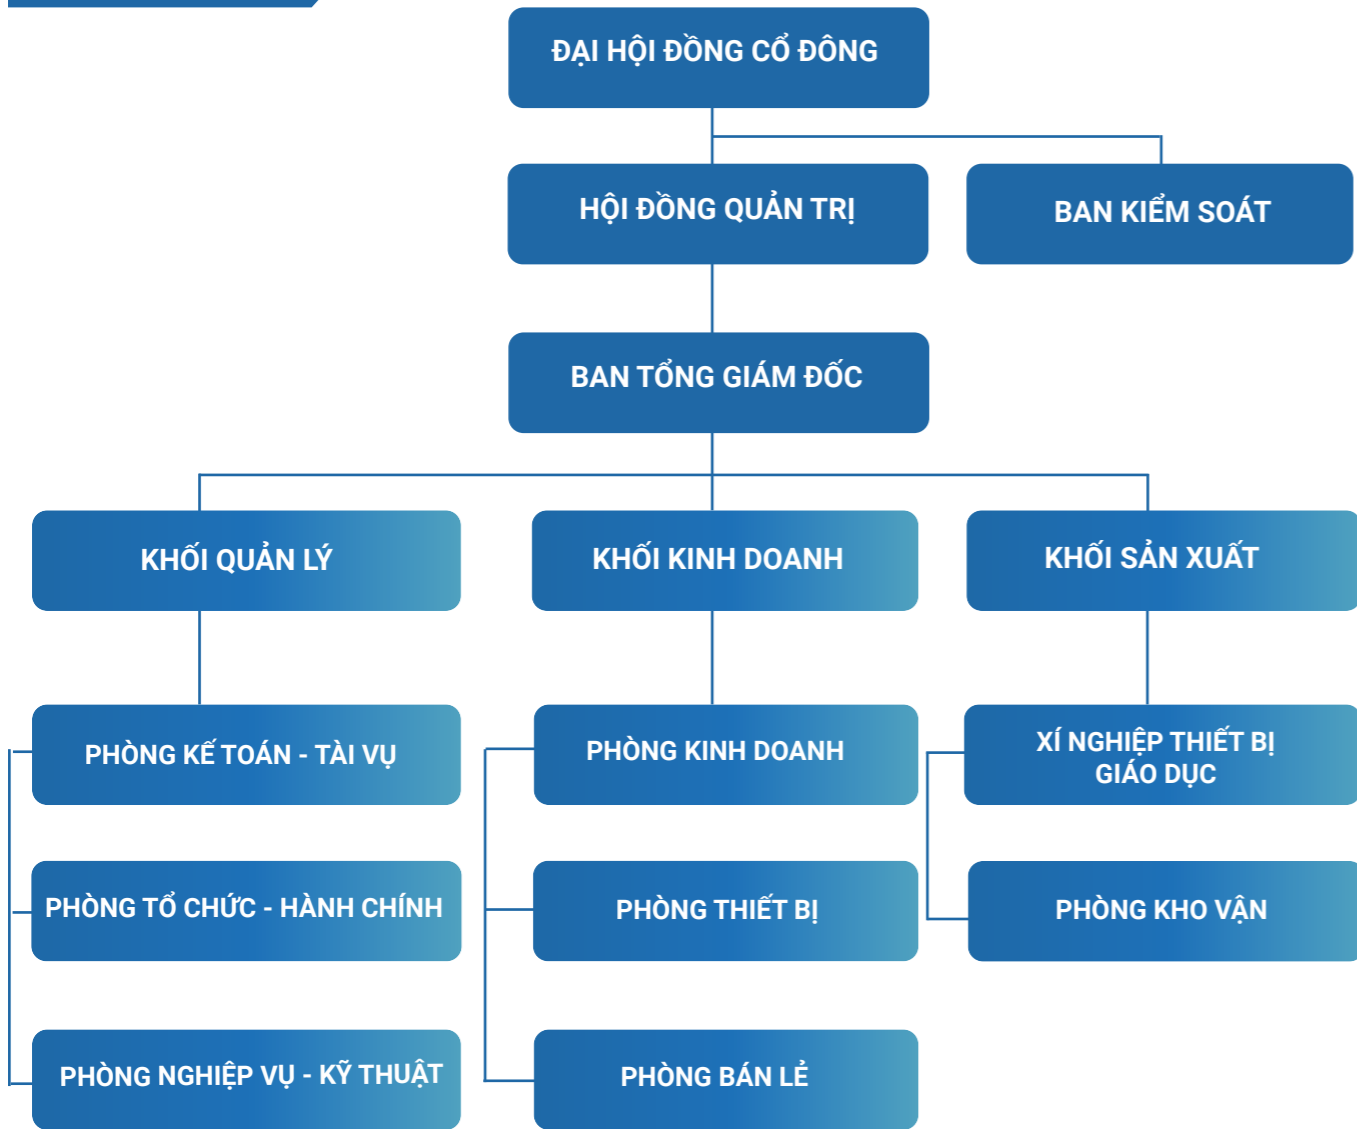 ĐẠI HỘI ĐỒNG CỔ ĐÔNG
HỘI ĐỒNG QUẢN TRỊ
BAN KIỂM SOÁT
BAN TỔNG GIÁM ĐỐC
KHỐI QUẢN LÝ
KHỐI KINH DOANH
KHỐI SẢN XUẤT
PHÒNG KẾ TOÁN - TÀI VỤ
PHÒNG KINH DOANH
XÍ NGHIỆP THIẾT BỊ
GIÁO DỤC
PHÒNG TỔ CHỨC - HÀNH CHÍNH
PHÒNG THIẾT BỊ
PHÒNG KHO VẬN
PHÒNG NGHIỆP VỤ - KỸ THUẬT
PHÒNG BÁN LẺ